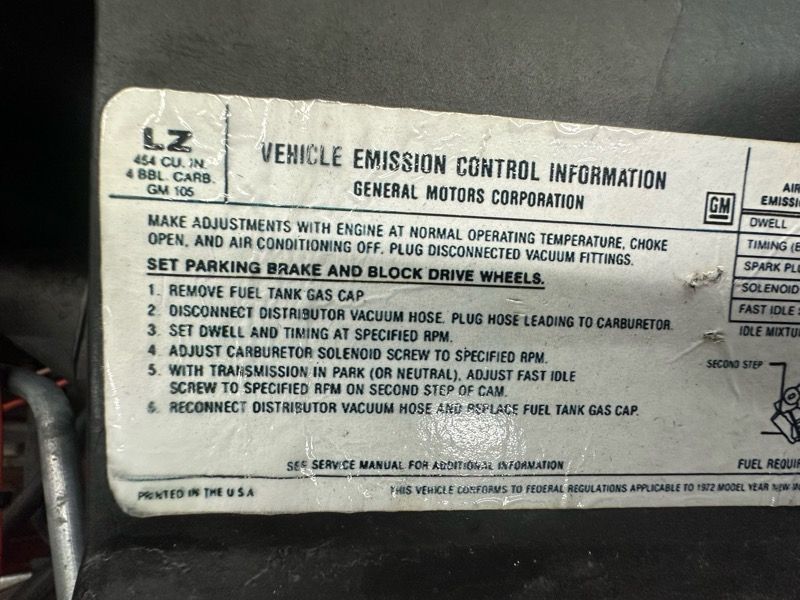 LZ
454 CU. IN.
4 BBL. CARB.
GM 105
VEHICLE EMISSION CONTROL INFORMATION
GENERAL MOTORS CORPORATION
GM
MAKE ADJUSTMENTS WITH ENGINE AT NORMAL OPERATING TEMPERATURE, CHOKE
OPEN, AND AIR CONDITIONING OFF. PLUG DISCONNECTED VACUUM FITTINGS.
SET PARKING BRAKE AND BLOCK DRIVE WHEELS.
1. REMOVE FUEL TANK GAS CAP
2. DISCONNECT DISTRIBUTOR VACUUM HOSE. PLUG HOSE LEADING TO CARBURETOR.
3. SET DWELL AND TIMING AT SPECIFIED RPM.
4. ADJUST CARBURETOR SOLENOID SCREW TO SPECIFIED RPM.
5. WITH TRANSMISSION IN PARK (OR NEUTRAL), ADJUST FAST IDLE
SCREW TO SPECIFIED RPM ON SECOND STEP OF CAM.
6. RECONNECT DISTRIBUTOR VACUUM HOSE AND REPLACE FUEL TANK GAS CAP.
SEE SERVICE MANUAL FOR ADDITIONAL INFORMATION
PRINTED IN THE U S A
THIS VEHICLE CONFORMS TO FEDERAL REGULATIONS APPLICABLE TO 1972 MODEL YEAR NEW
AIR
EMISSI
DWELL
TIMING (E
SPARK PLU
SOLENOID
FAST IDLE
IDLE MIXTU
SECOND STEP
FUEL REQUIR